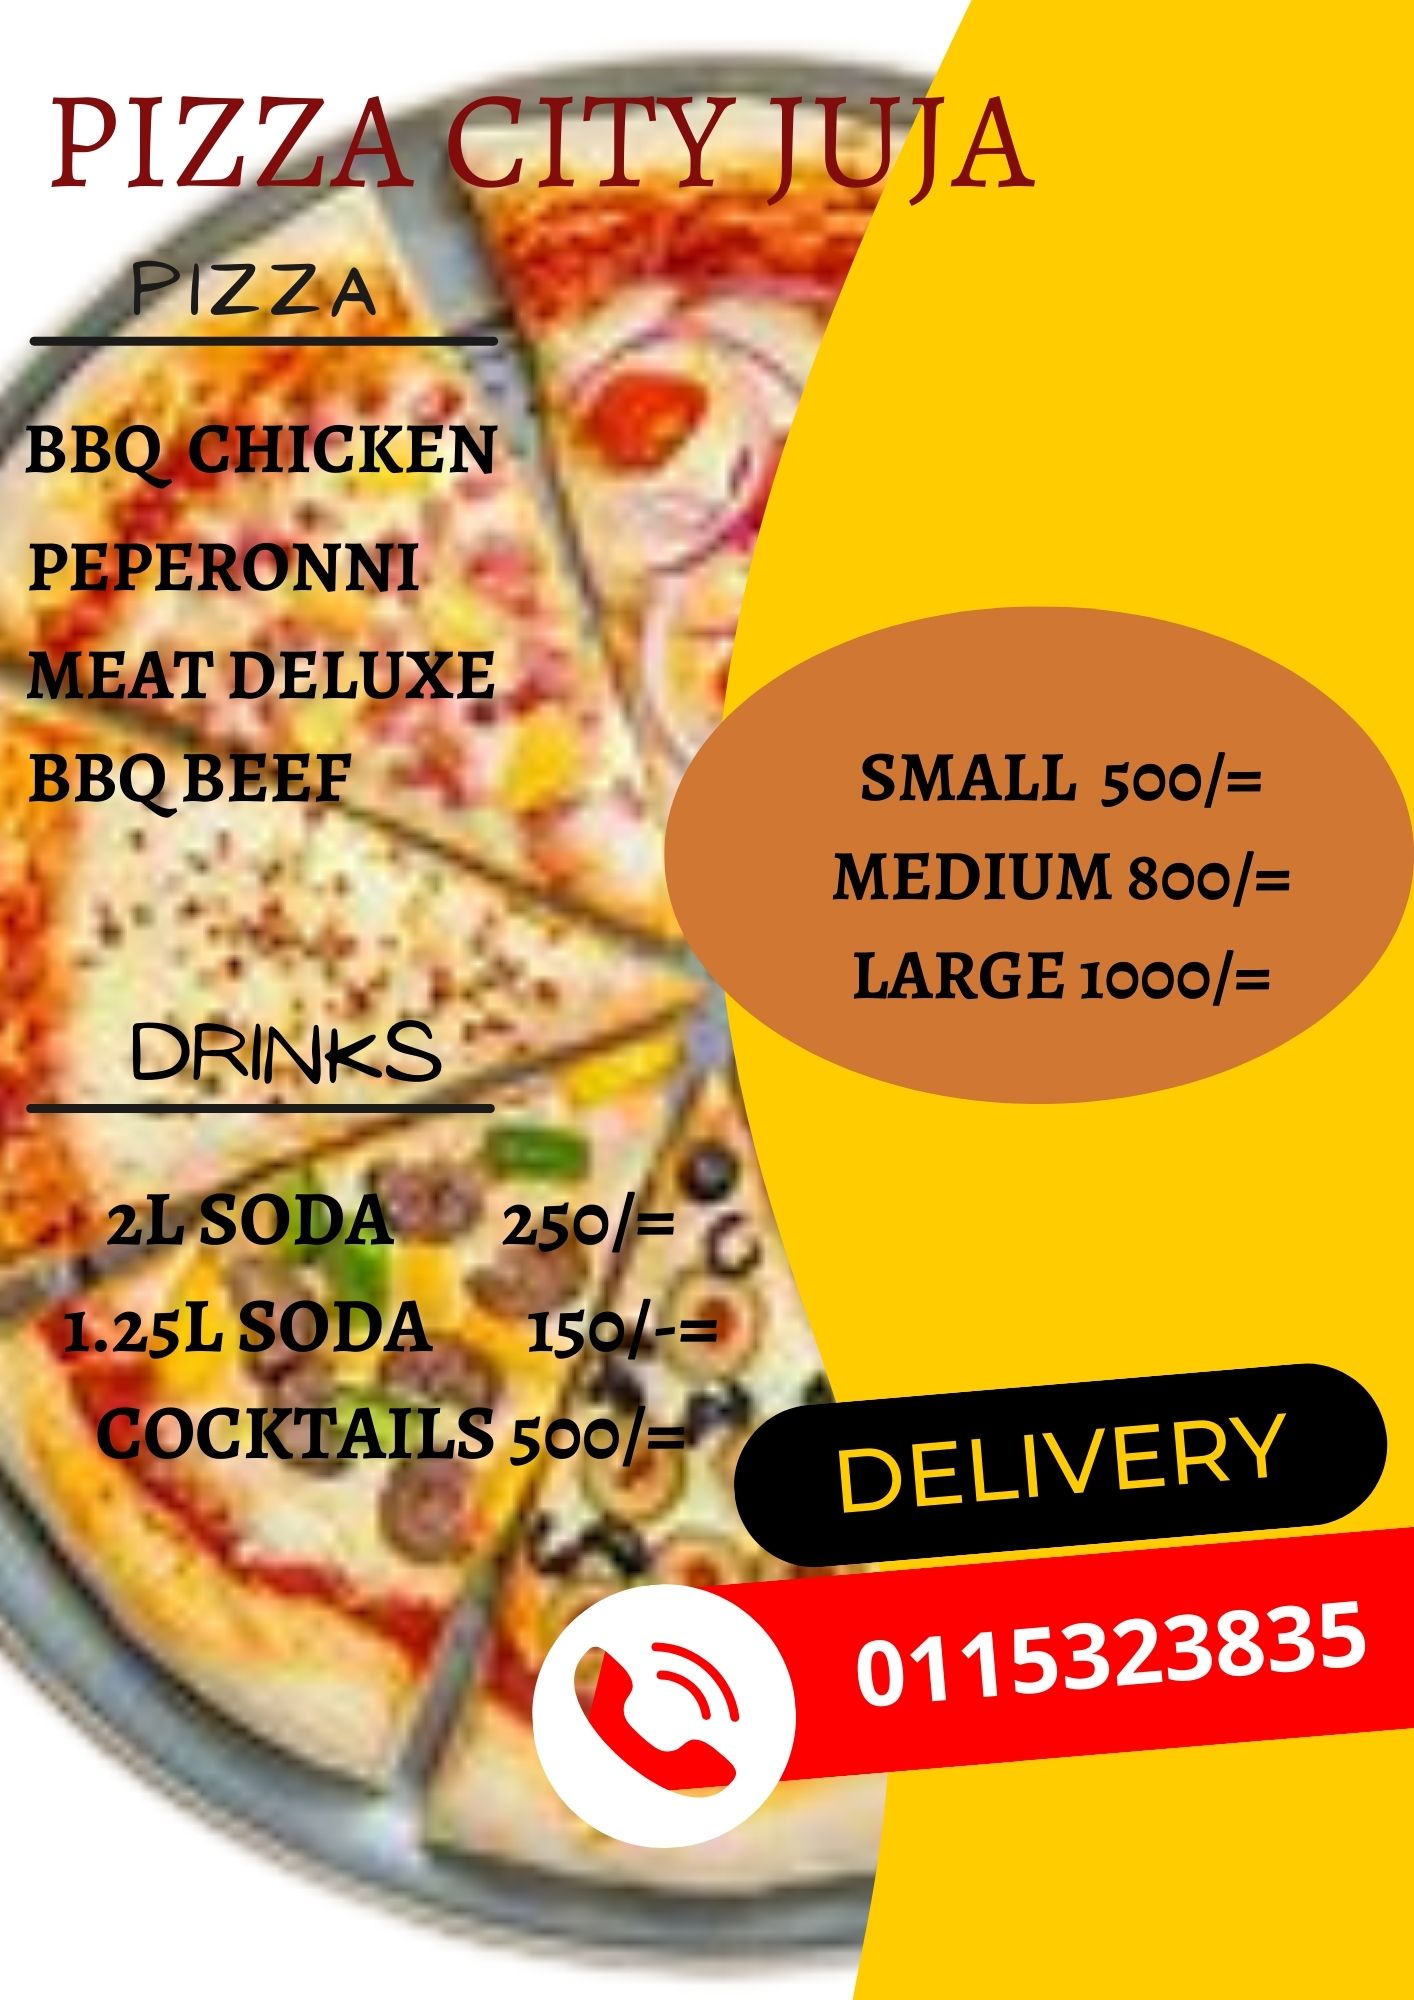 PIZZA CITY JUJA
PIZZA
BBQ CHICKEN
PEPERONNI
MEAT DELUXE
BBQ BEEF
SMALL 500/=
MEDIUM 800/=
LARGE 1000/=
DRINKS
2L SODA 250/=
1.25L SODA 150/-=
COCKTAILS 500/=
DELIVERY
0115323835